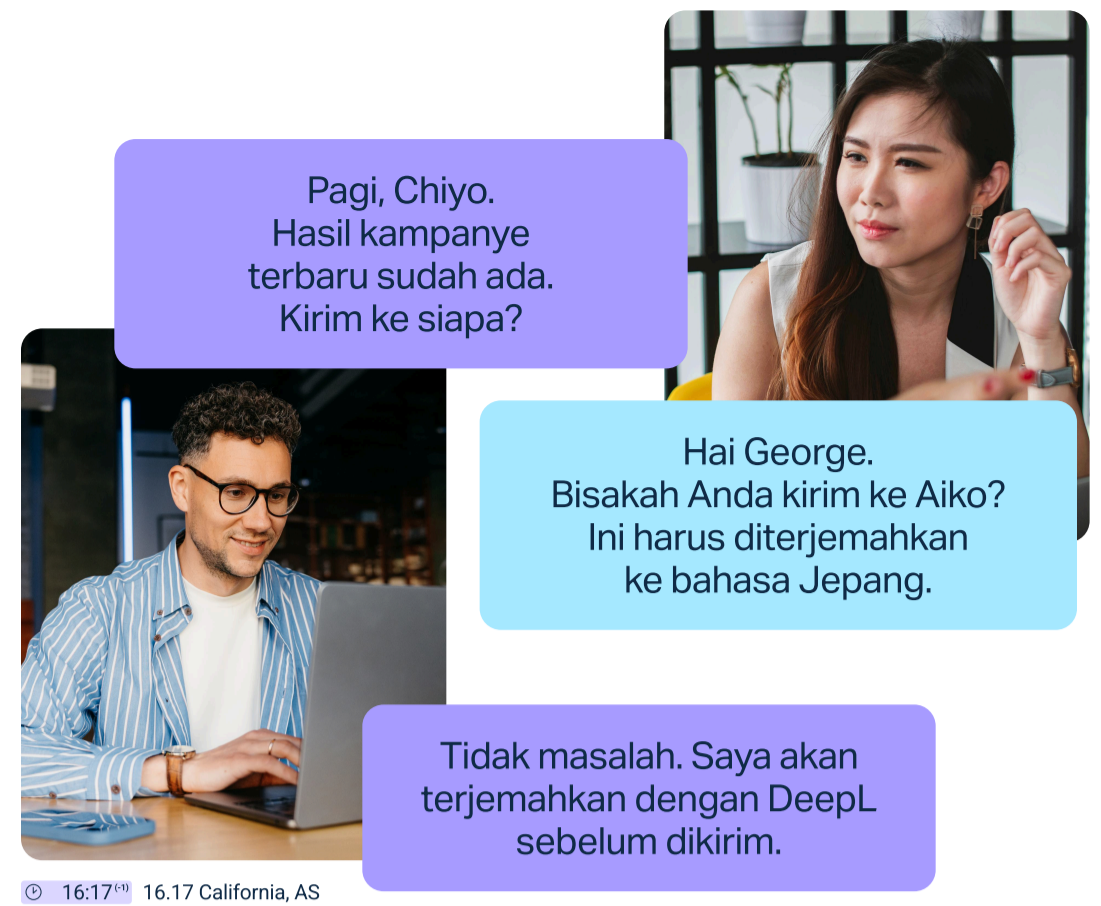 Pagi, Chiyo.
Hasil kampanye
terbaru sudah ada.
Kirim ke siapa?
Hai George.
Bisakah Anda kirim ke Aiko?
Ini harus diterjemahkan
ke bahasa Jepang.
Tidak masalah. Saya akan
terjemahkan dengan DeepL
sebelum dikirim.
16:17(-1) 16.17 California, AS